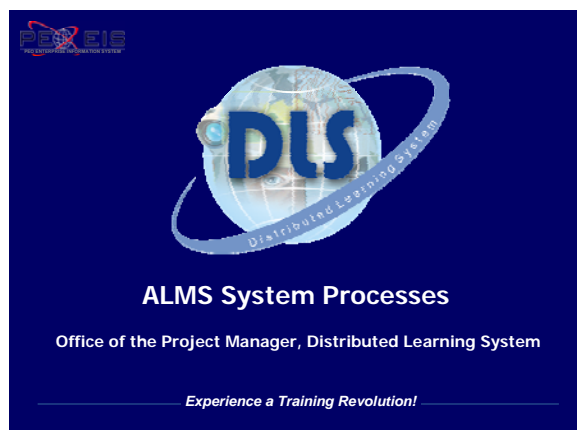 PEO EIS
PEO ENTERPRISE INFORMATION SYSTEM
DLS
Distributed Learning System
ALMS System Processes
Office of the Project Manager, Distributed Learning System
Experience a Training Revolution!